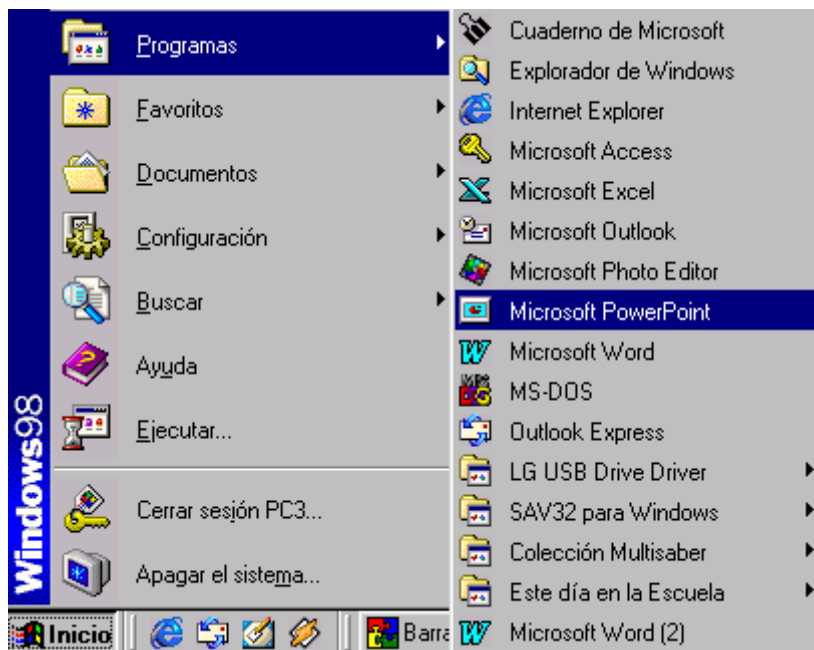 Programas
Favoritos
Documentos
Configuración
Buscar
Ayuda
Ejecutar...
Cerrar sesión PC3...
Apagar el sistema...
Windows98
Cuaderno de Microsoft
Explorador de Windows
Internet Explorer
Microsoft Access
Microsoft Excel
Microsoft Outlook
Microsoft Photo Editor
Microsoft PowerPoint
Microsoft Word
MS-DOS
Outlook Express
LG USB Drive Driver
SAV32 para Windows
Colección Multisaber
Este día en la Escuela
Microsoft Word (2)
Inicio
Barra